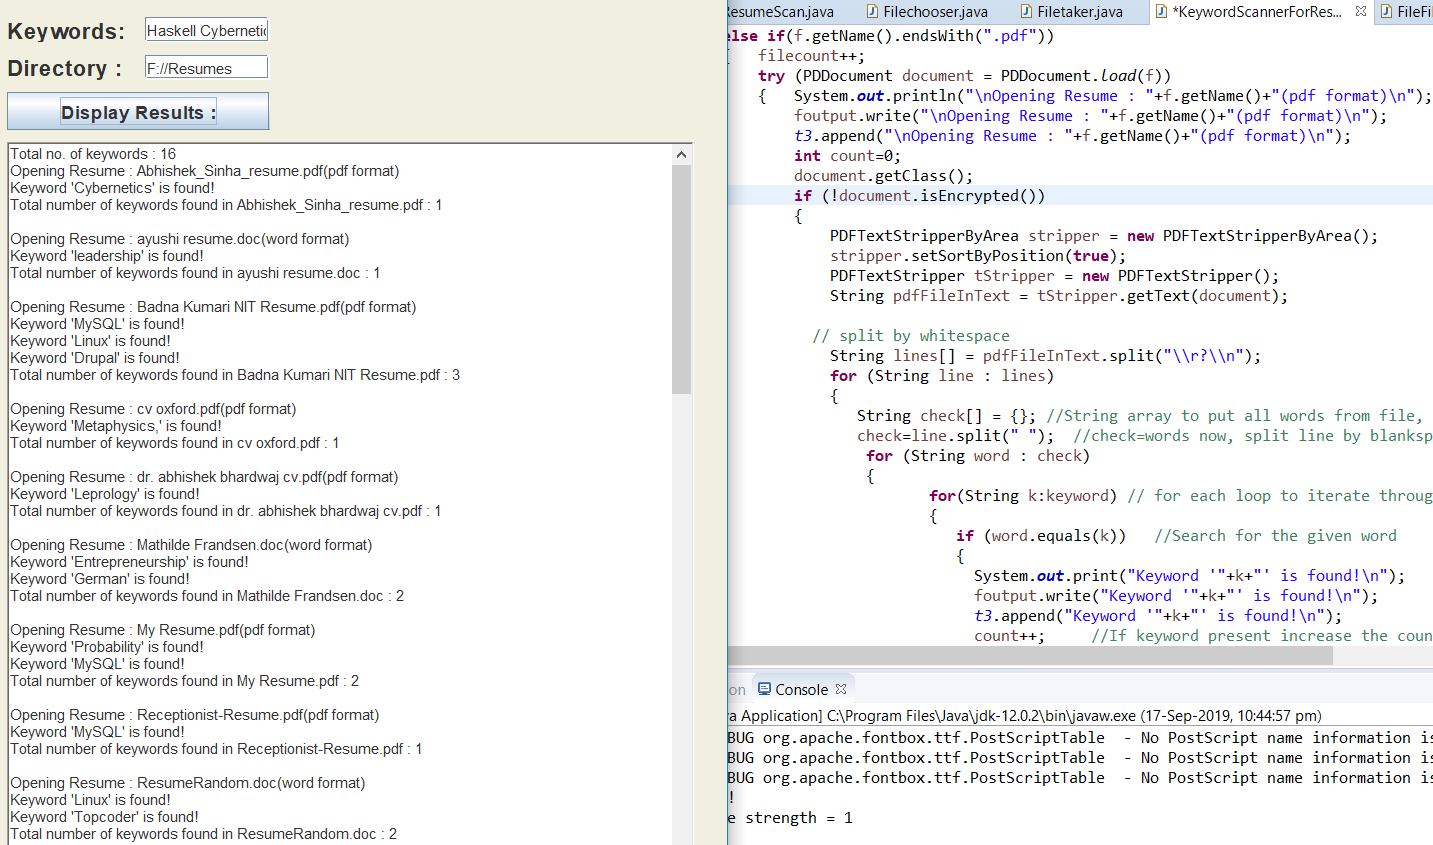 Keywords:
Haskell Cybernetic
Directory :
F://Resumes
Display Results :
Total no. of keywords : 16
Opening Resume : Abhishek_Sinha_resume.pdf(pdf format)
Keyword 'Cybernetics' is found!
Total number of keywords found in Abhishek_Sinha_resume.pdf : 1
Opening Resume : ayushi resume.doc(word format)
Keyword 'leadership' is found!
Total number of keywords found in ayushi resume.doc : 1
Opening Resume : Badna Kumari NIT Resume.pdf(pdf format)
Keyword 'MySQL' is found!
Keyword 'Linux' is found!
Keyword 'Drupal' is found!
Total number of keywords found in Badna Kumari NIT Resume.pdf : 3
Opening Resume : cv oxford.pdf(pdf format)
Keyword 'Metaphysics,' is found!
Total number of keywords found in cv oxford.pdf : 1
Opening Resume : dr. abhishek bhardwaj cv.pdf(pdf format)
Keyword 'Leprology' is found!
Total number of keywords found in dr. abhishek bhardwaj cv.pdf : 1
Opening Resume : Mathilde Frandsen.doc(word format)
Keyword 'Entrepreneurship' is found!
Keyword 'German' is found!
Total number of keywords found in Mathilde Frandsen.doc : 2
Opening Resume : My Resume.pdf(pdf format)
Keyword 'Probability' is found!
Keyword 'MySQL' is found!
Total number of keywords found in My Resume.pdf : 2
Opening Resume : Receptionist-Resume.pdf(pdf format)
Keyword 'MySQL' is found!
Total number of keywords found in Receptionist-Resume.pdf : 1
Opening Resume : ResumeRandom.doc(word format)
Keyword 'Linux' is found!
Keyword 'Topcoder' is found!
Total number of keywords found in ResumeRandom.doc : 2
ResumeScan.java Filechooser.java Filetaker.java *KeywordScannerForRes... FileFil
else if(f.getName().endsWith(".pdf"))
{ filecount++;
try (PDDocument document = PDDocument.load(f))
{ System.out.println("\nOpening Resume : "+f.getName()+"(pdf format)\n");
foutput.write("\nOpening Resume : "+f.getName()+"(pdf format)\n");
t3.append("\nOpening Resume : "+f.getName()+"(pdf format)\n");
int count=0;
document.getClass();
if (!document.isEncrypted())
{
PDFTextStripperByArea stripper = new PDFTextStripperByArea();
stripper.setSortByPosition(true);
PDFTextStripper tStripper = new PDFTextStripper();
String pdfFileInText = tStripper.getText(document);
// split by whitespace
String lines[] = pdfFileInText.split("\\r?\\n");
for (String line : lines)
{
String check[] = {}; //String array to put all words from file,
check=line.split(" "); //check=words now, split line by blanksp
for (String word : check)
{
for(String k:keyword) // for each loop to iterate throug
{
if (word.equals(k)) //Search for the given word
{
System.out.print("Keyword '"+k+"' is found!\n");
foutput.write("Keyword '"+k+"' is found!\n");
t3.append("Keyword '"+k+"' is found!\n");
count++; //If keyword present increase the coun
on Console
a Application] C:\Program Files\Java\jdk-12.0.2\bin\javaw.exe (17-Sep-2019, 10:44:57 pm)
BUG org.apache.fontbox.ttf.PostScriptTable - No PostScript name information is
BUG org.apache.fontbox.ttf.PostScriptTable - No PostScript name information is
BUG org.apache.fontbox.ttf.PostScriptTable - No PostScript name information is
!
e strength = 1